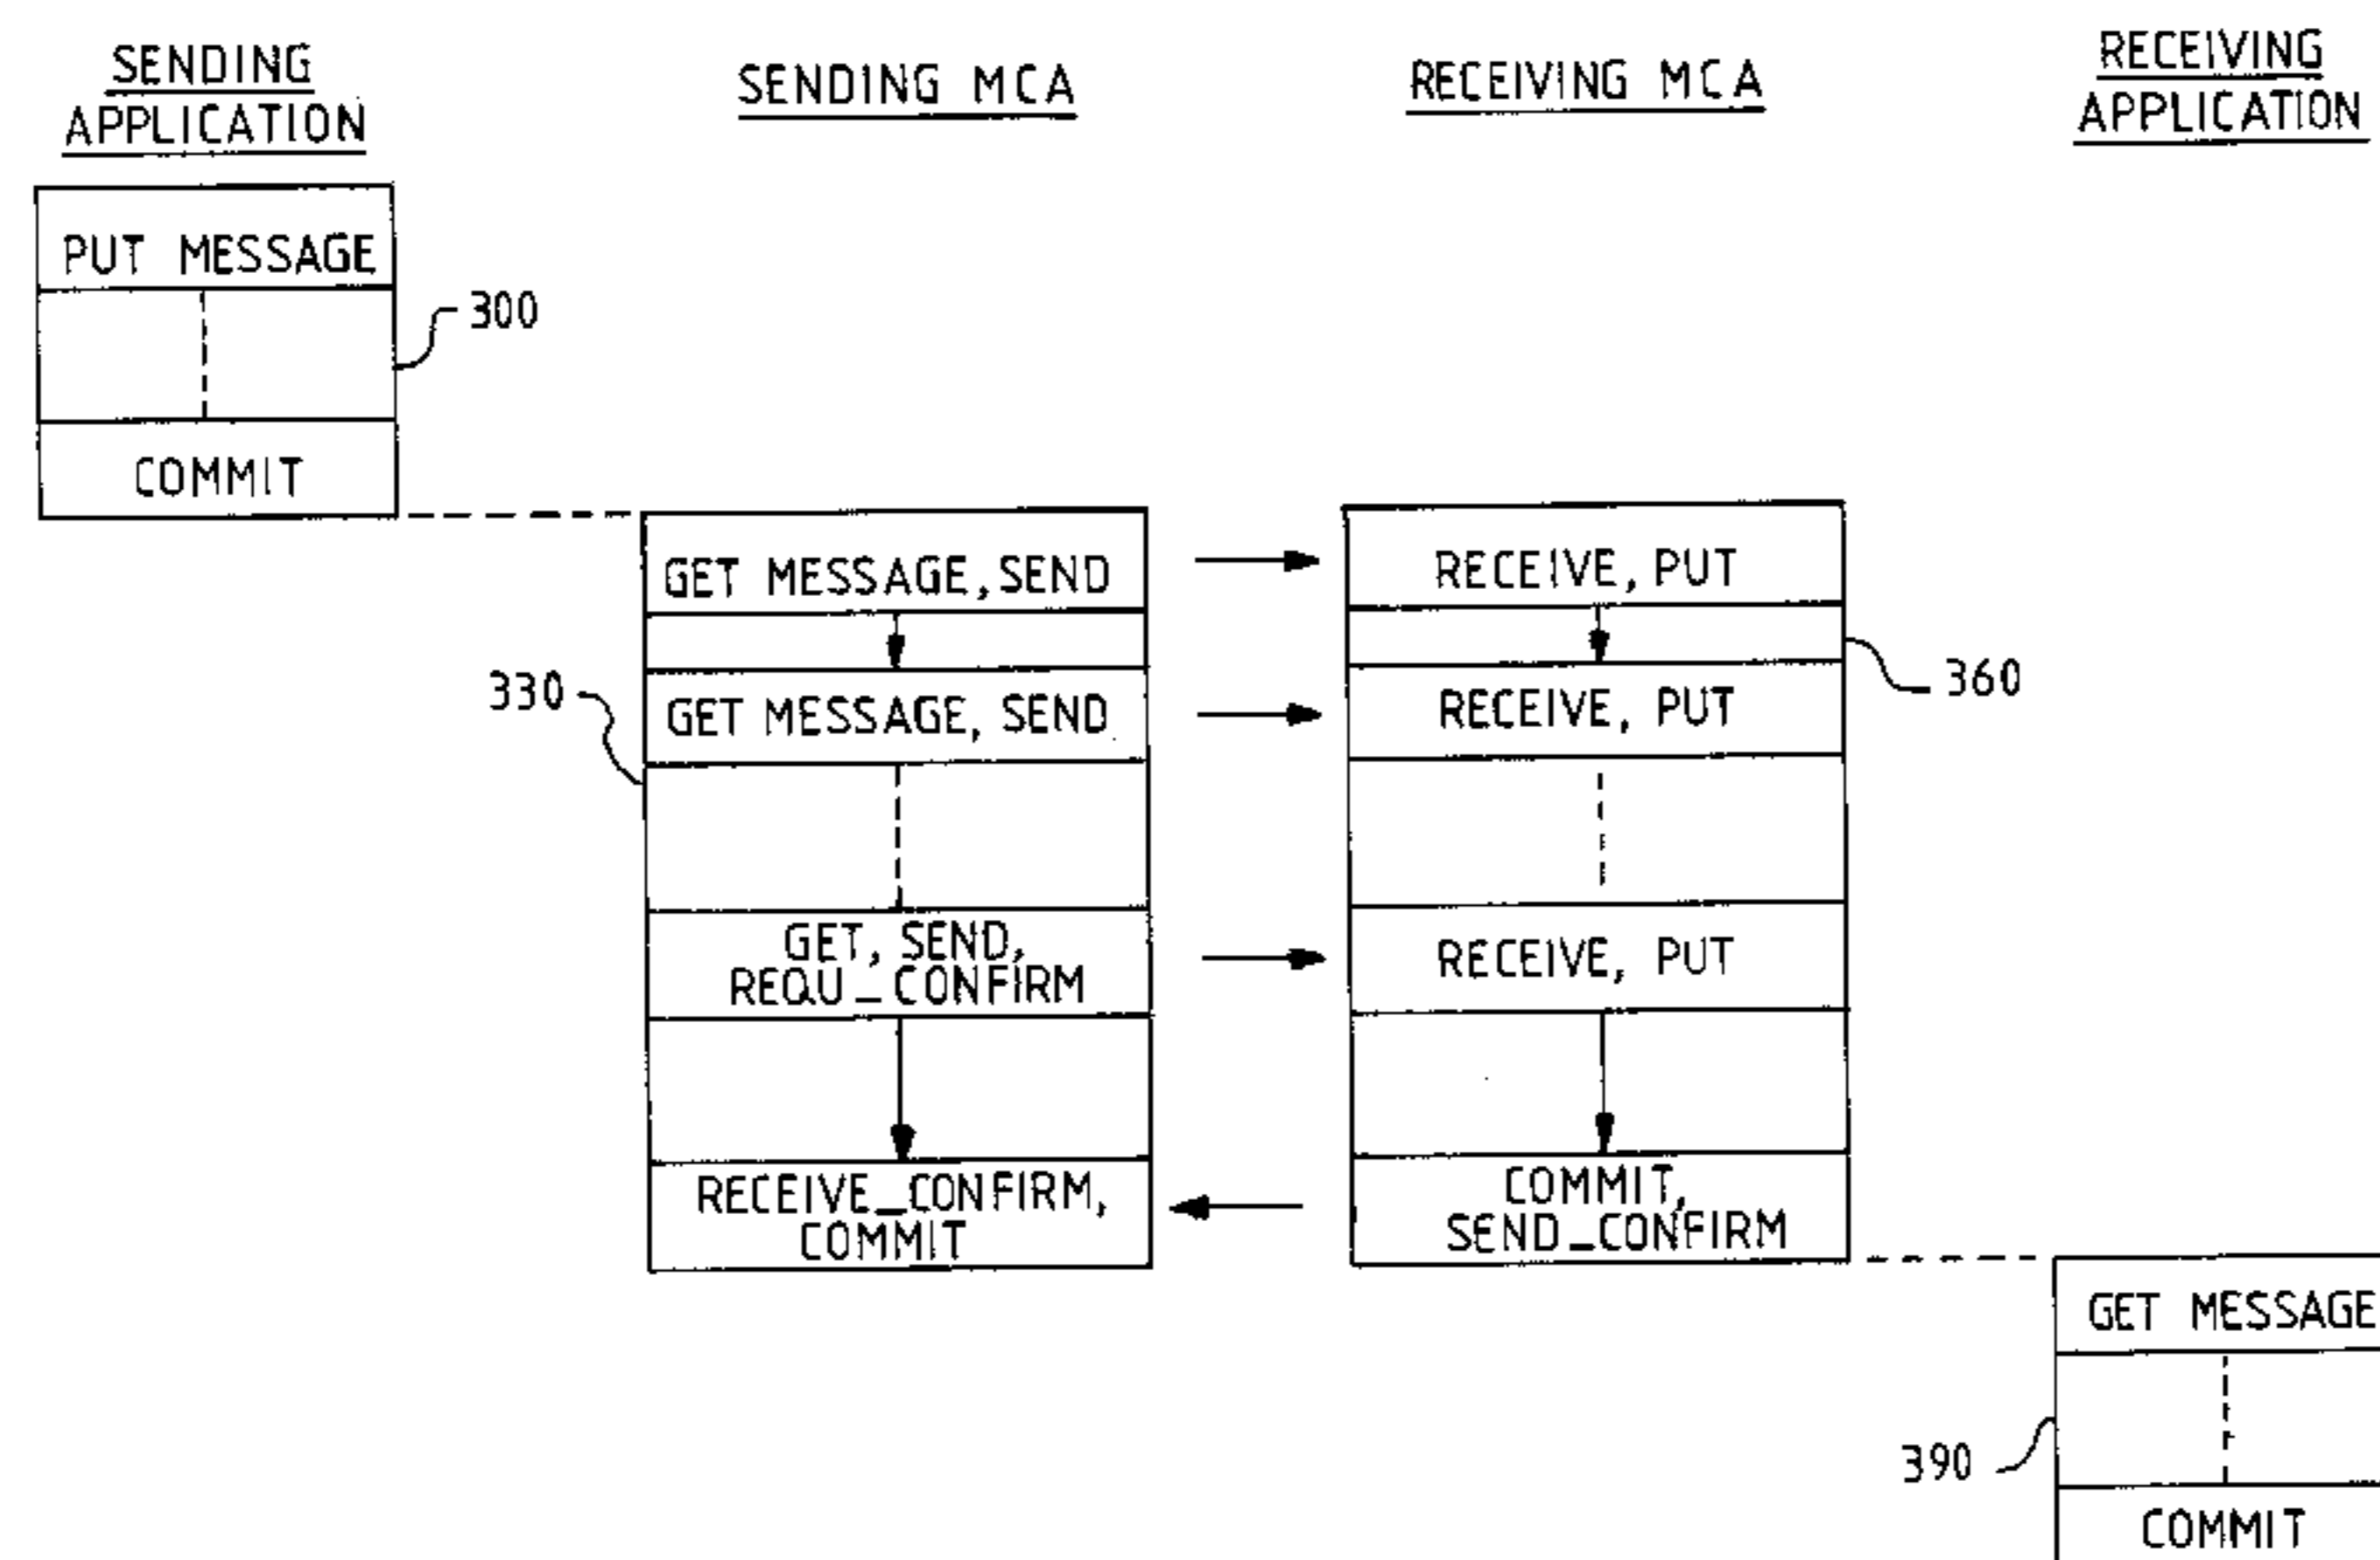 SENDING
APPLICATION
SENDING MCA
RECEIVING MCA
RECEIVING
APPLICATION
PUT MESSAGE
300
COMMIT
GET MESSAGE, SEND
RECEIVE, PUT
330
GET MESSAGE, SEND
RECEIVE, PUT
360
GET, SEND,
REQU_CONFIRM
RECEIVE, PUT
RECEIVE_CONFIRM,
COMMIT
COMMIT,
SEND_CONFIRM
GET MESSAGE
390
COMMIT